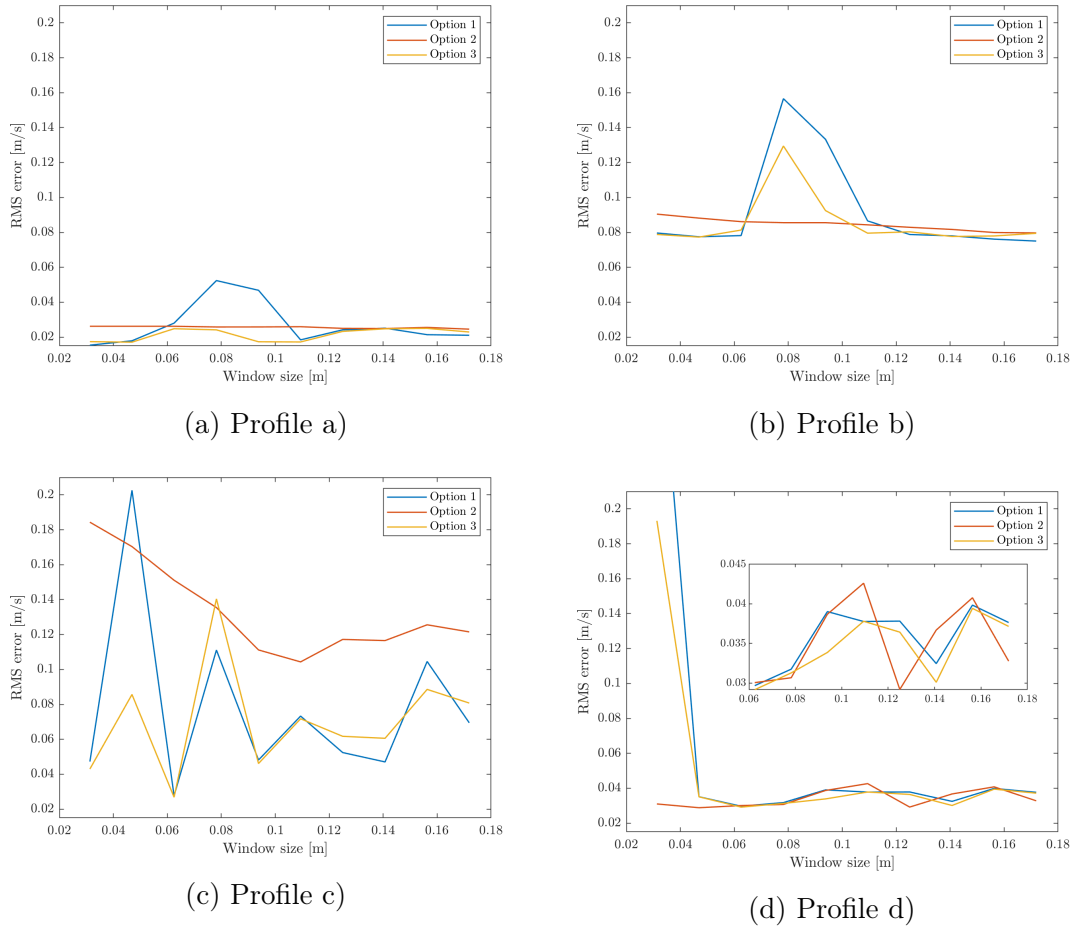 0.2
0.18
0.16
0.14
0.12
0.1
0.08
0.06
0.04
0.02
RMS error [m/s]
0.02 0.04 0.06 0.08 0.1 0.12 0.14 0.16 0.18
Window size [m]
Option 1
Option 2
Option 3
(a) Profile a)
0.2
0.18
0.16
0.14
0.12
0.1
0.08
0.06
0.04
0.02
RMS error [m/s]
0.02 0.04 0.06 0.08 0.1 0.12 0.14 0.16 0.18
Window size [m]
Option 1
Option 2
Option 3
(b) Profile b)
0.2
0.18
0.16
0.14
0.12
0.1
0.08
0.06
0.04
0.02
RMS error [m/s]
0.02 0.04 0.06 0.08 0.1 0.12 0.14 0.16 0.18
Window size [m]
Option 1
Option 2
Option 3
(c) Profile c)
0.2
0.18
0.16
0.14
0.12
0.1
0.08
0.06
0.04
0.02
RMS error [m/s]
0.02 0.04 0.06 0.08 0.1 0.12 0.14 0.16 0.18
Window size [m]
Option 1
Option 2
Option 3
0.045
0.04
0.035
0.03
0.06 0.08 0.1 0.12 0.14 0.16 0.18
(d) Profile d)